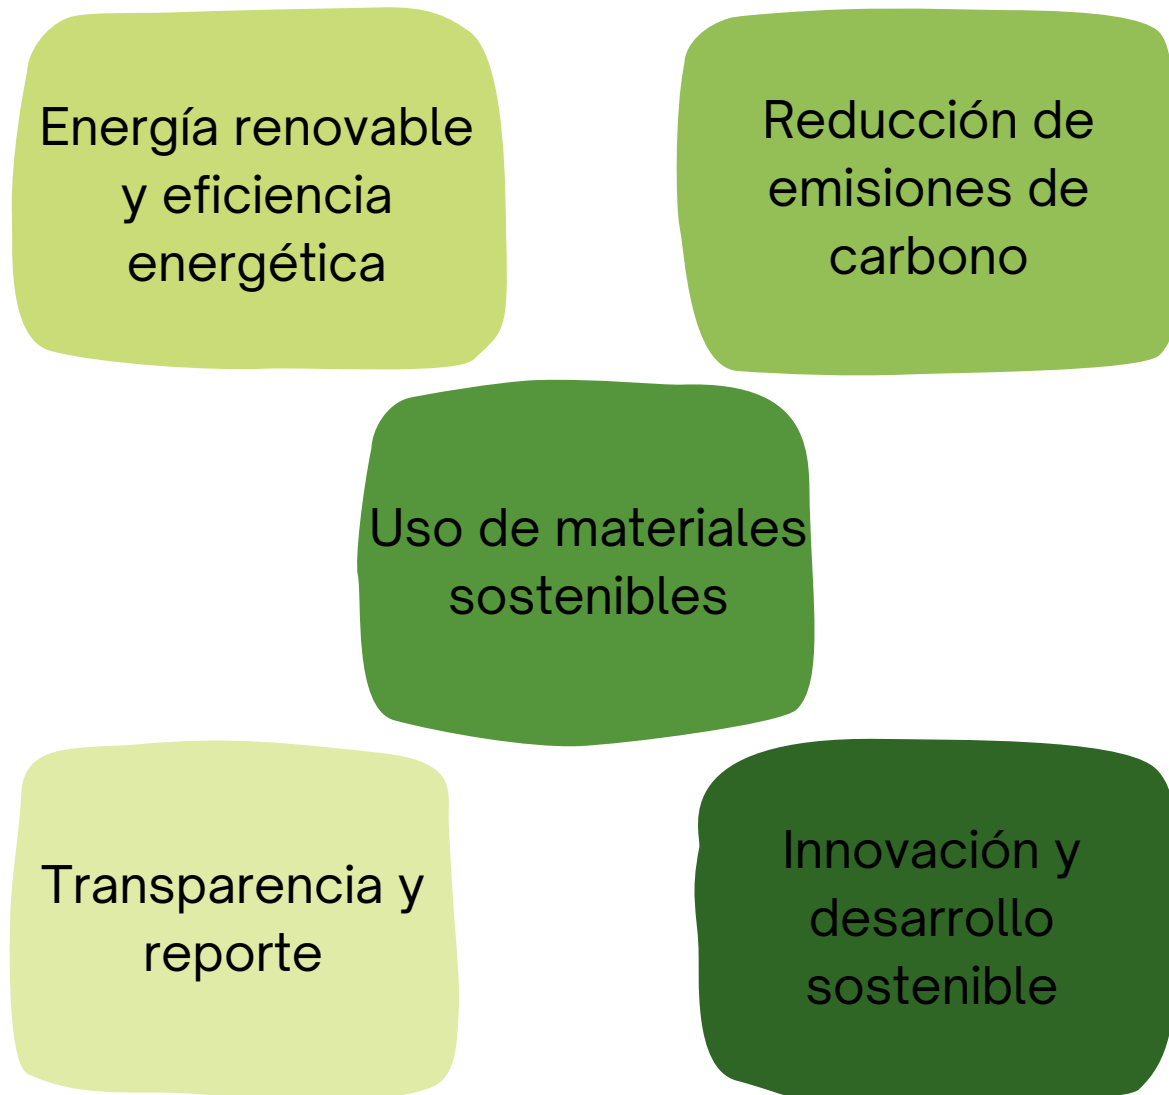 Energía renovable
y eficiencia
energética
Reducción de
emisiones de
carbono
Uso de materiales
sostenibles
Transparencia y
reporte
Innovación y
desarrollo
sostenible